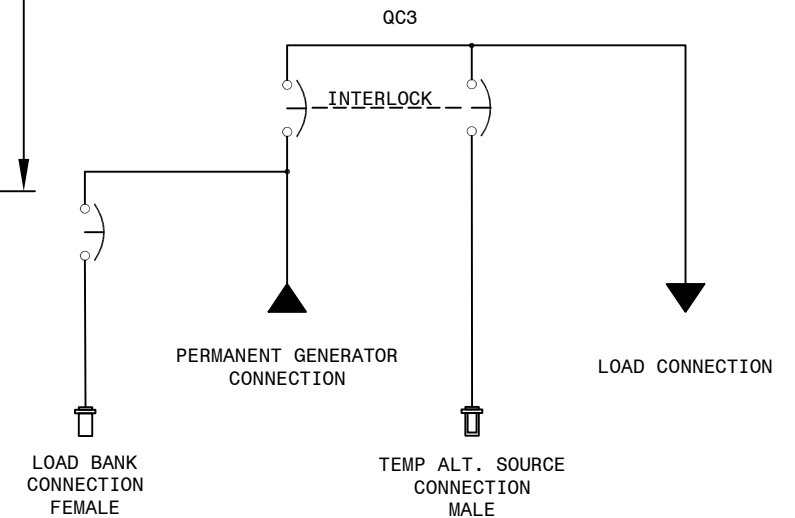 QC3
INTERLOCK
PERMANENT GENERATOR
CONNECTION
LOAD CONNECTION
LOAD BANK
CONNECTION
FEMALE
TEMP ALT. SOURCE
CONNECTION
MALE